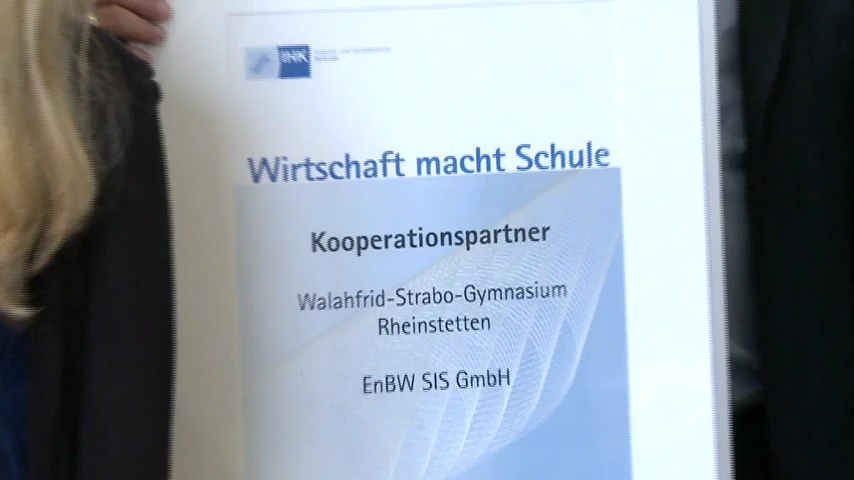 IHK
Wirtschaft macht Schule
Kooperationspartner
Walahfrid-Strabo-Gymnasium
Rheinstetten
EnBW SIS GmbH